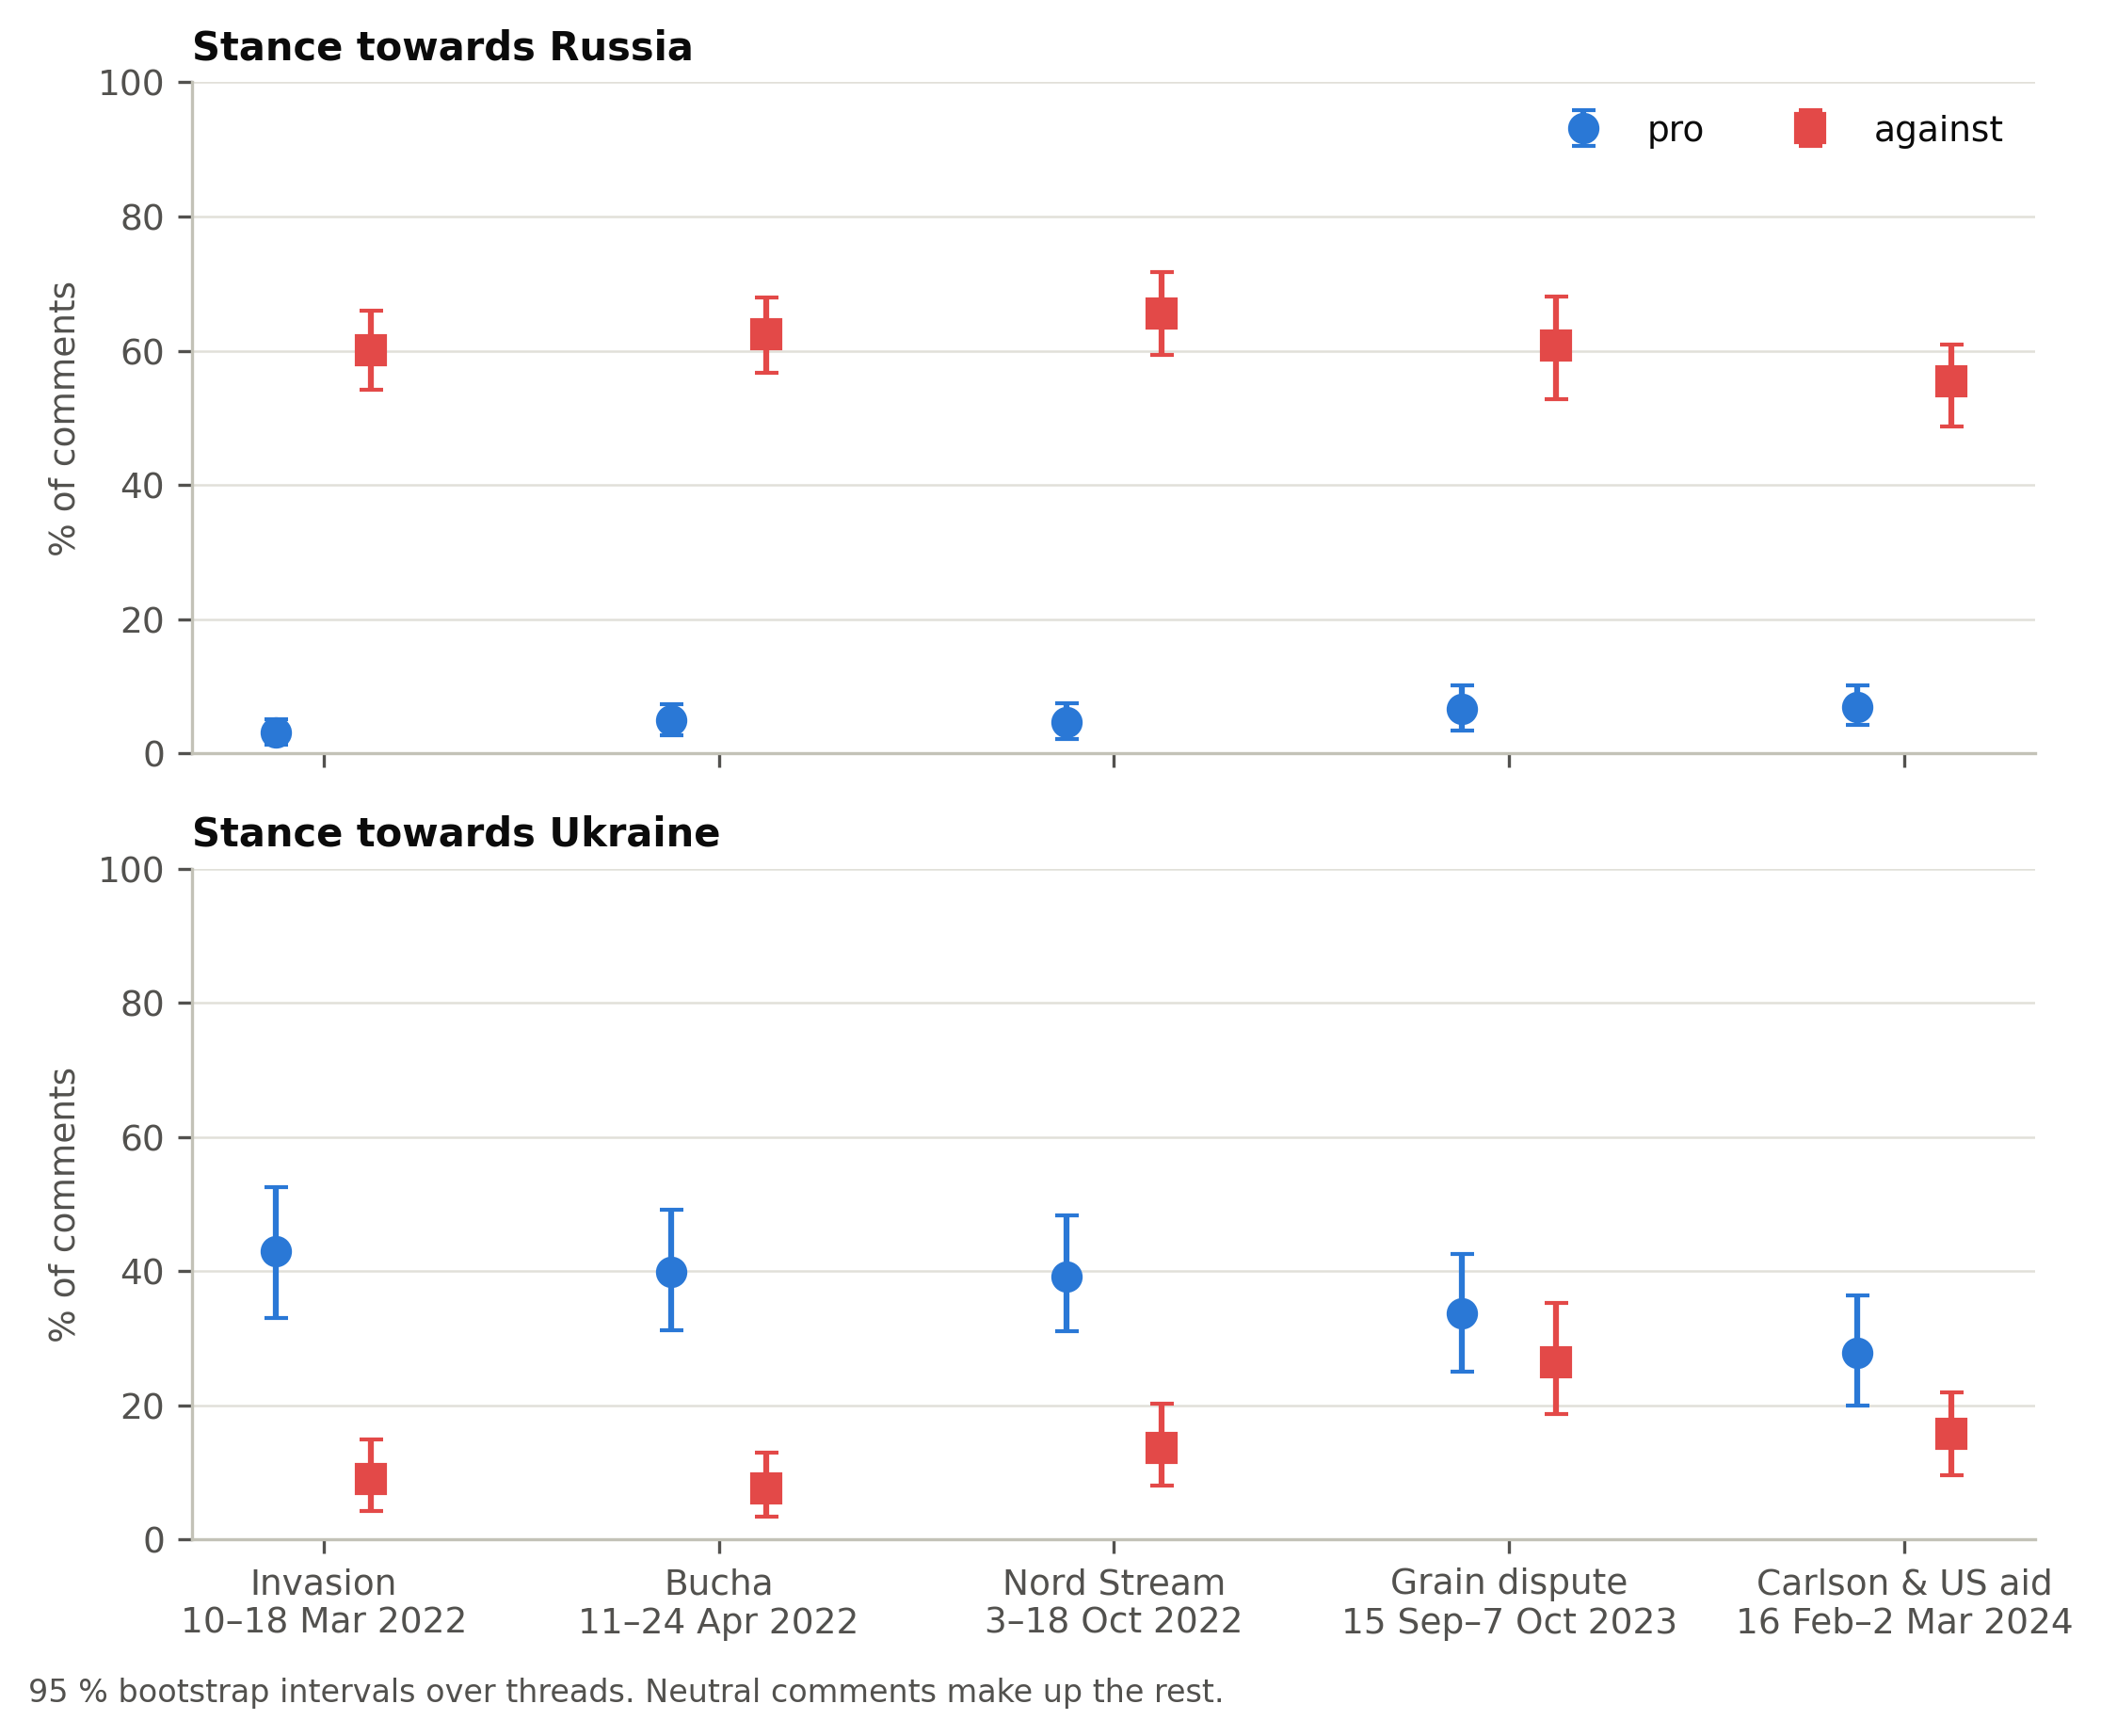 Stance towards Russia
100
80
60
40
20
0
% of comments
pro
against
Stance towards Ukraine
100
80
60
40
20
0
% of comments
Invasion
10–18 Mar 2022
Bucha
11–24 Apr 2022
Nord Stream
3–18 Oct 2022
Grain dispute
15 Sep–7 Oct 2023
Carlson & US aid
16 Feb–2 Mar 2024
95 % bootstrap intervals over threads. Neutral comments make up the rest.